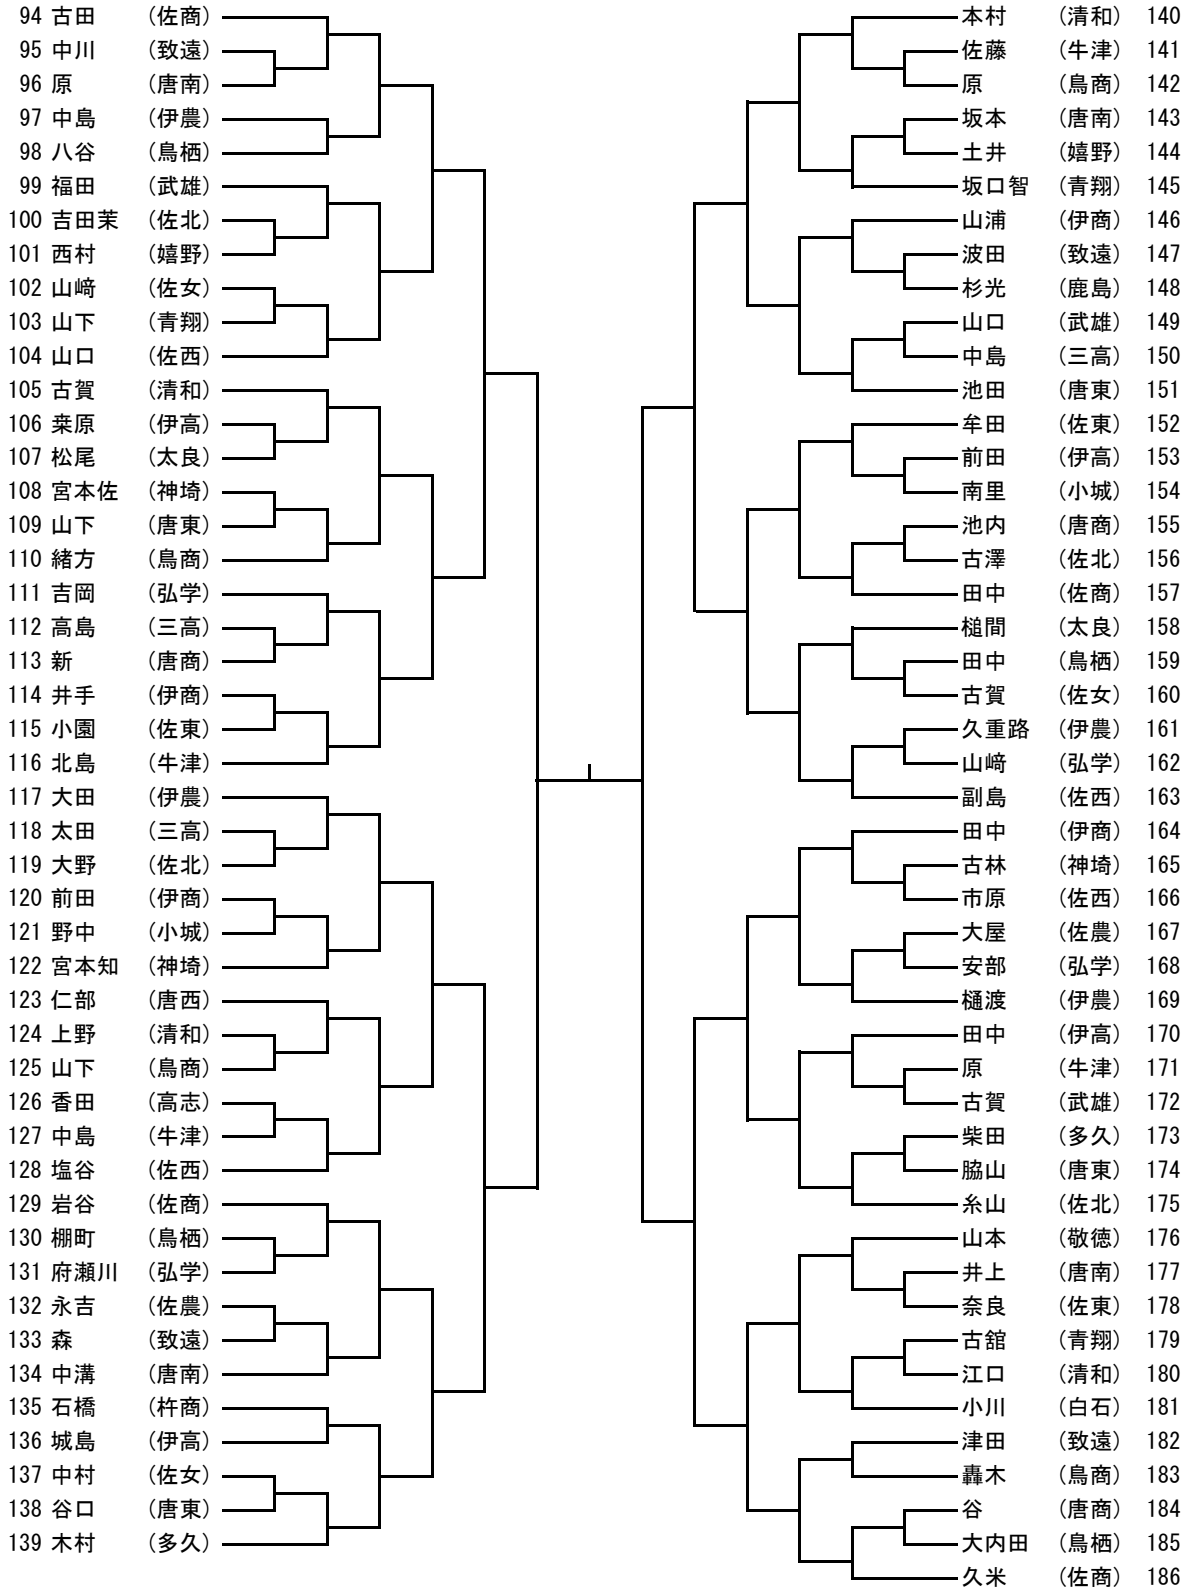 94 古田 (佐商)
95 中川 (致遠)
96 原 (唐南)
97 中島 (伊農)
98 八谷 (鳥栖)
99 福田 (武雄)
100 吉田茉 (佐北)
101 西村 (嬉野)
102 山﨑 (佐女)
103 山下 (青翔)
104 山口 (佐西)
105 古賀 (清和)
106 桒原 (伊高)
107 松尾 (太良)
108 宮本佐 (神埼)
109 山下 (唐東)
110 緒方 (鳥商)
111 吉岡 (弘学)
112 高島 (三高)
113 新 (唐商)
114 井手 (伊商)
115 小園 (佐東)
116 北島 (牛津)
117 大田 (伊農)
118 太田 (三高)
119 大野 (佐北)
120 前田 (伊商)
121 野中 (小城)
122 宮本知 (神埼)
123 仁部 (唐西)
124 上野 (清和)
125 山下 (鳥商)
126 香田 (高志)
127 中島 (牛津)
128 塩谷 (佐西)
129 岩谷 (佐商)
130 棚町 (鳥栖)
131 府瀬川 (弘学)
132 永吉 (佐農)
133 森 (致遠)
134 中溝 (唐南)
135 石橋 (杵商)
136 城島 (伊高)
137 中村 (佐女)
138 谷口 (唐東)
139 木村 (多久)
本村 (清和) 140
佐藤 (牛津) 141
原 (鳥商) 142
坂本 (唐南) 143
土井 (嬉野) 144
坂口智 (青翔) 145
山浦 (伊商) 146
波田 (致遠) 147
杉光 (鹿島) 148
山口 (武雄) 149
中島 (三高) 150
池田 (唐東) 151
牟田 (佐東) 152
前田 (伊高) 153
南里 (小城) 154
池内 (唐商) 155
古澤 (佐北) 156
田中 (佐商) 157
槌間 (太良) 158
田中 (鳥栖) 159
古賀 (佐女) 160
久重路 (伊農) 161
山﨑 (弘学) 162
副島 (佐西) 163
田中 (伊商) 164
古林 (神埼) 165
市原 (佐西) 166
大屋 (佐農) 167
安部 (弘学) 168
樋渡 (伊農) 169
田中 (伊高) 170
原 (牛津) 171
古賀 (武雄) 172
柴田 (多久) 173
脇山 (唐東) 174
糸山 (佐北) 175
山本 (敬徳) 176
井上 (唐南) 177
奈良 (佐東) 178
古舘 (青翔) 179
江口 (清和) 180
小川 (白石) 181
津田 (致遠) 182
轟木 (鳥商) 183
谷 (唐商) 184
大内田 (鳥栖) 185
久米 (佐商) 186